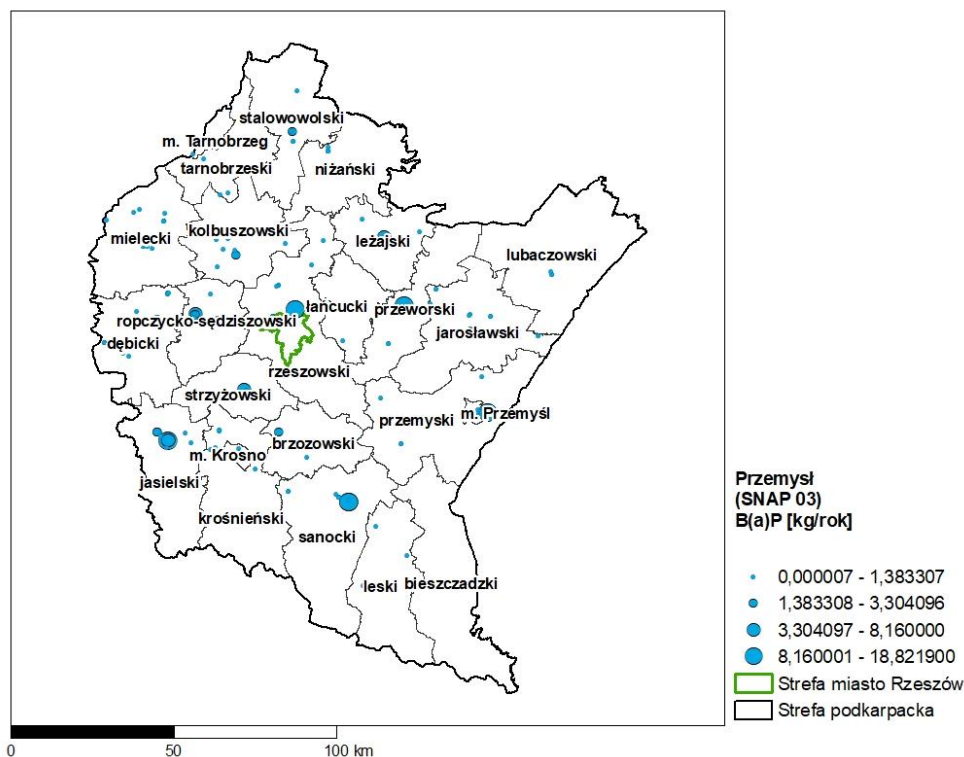 stalowowolski
m. Tarnobrzeg
tarnobrzeski
niżański
mielecki
kolbuszowski
leżajski
lubaczowski
ropczycko-sędziszowski
łańcucki
przeworski
jarosławski
dębicki
rzeszowski
strzyżowski
przemyski
m. Przemyśl
m. Krosno
brzozowski
jasielski
krośnieński
sanocki
leski
bieszczadzki
Przemysł
(SNAP 03)
B(a)P [kg/rok]
0,000007 - 1,383307
1,383308 - 3,304096
3,304097 - 8,160000
8,160001 - 18,821900
Strefa miasto Rzeszów
Strefa podkarpacka
0 50 100 km